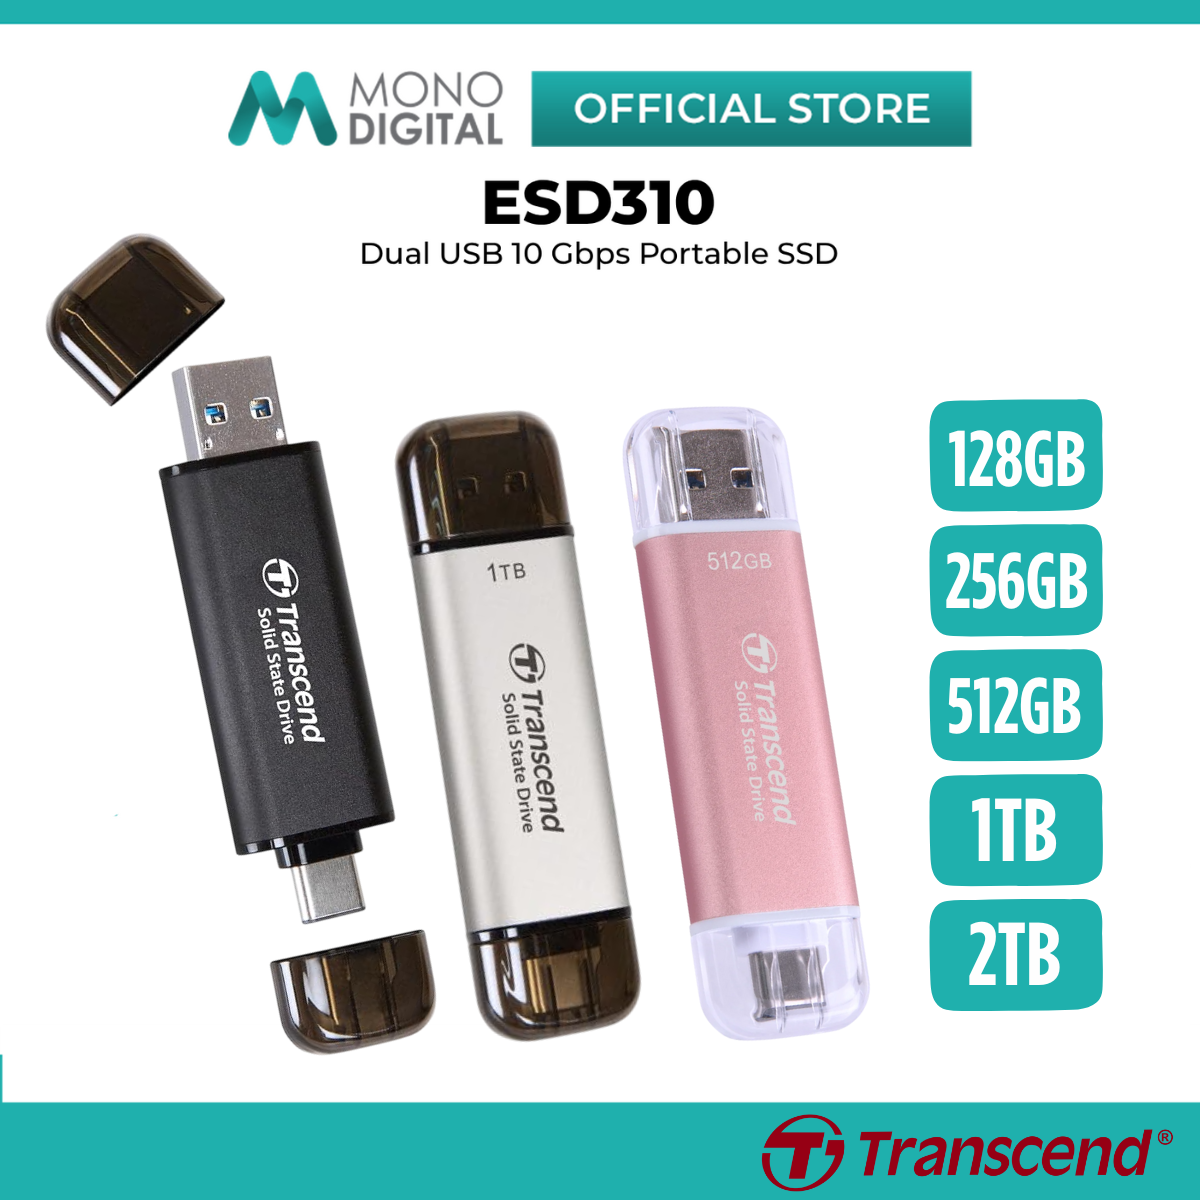 MONO
DIGITAL
OFFICIAL STORE
ESD310
Dual USB 10 Gbps Portable SSD
Transcend
Solid State Drive
1TB
Transcend
Solid State Drive
512GB
Transcend
Solid State Drive
128GB
256GB
512GB
1TB
2TB
Transcend®